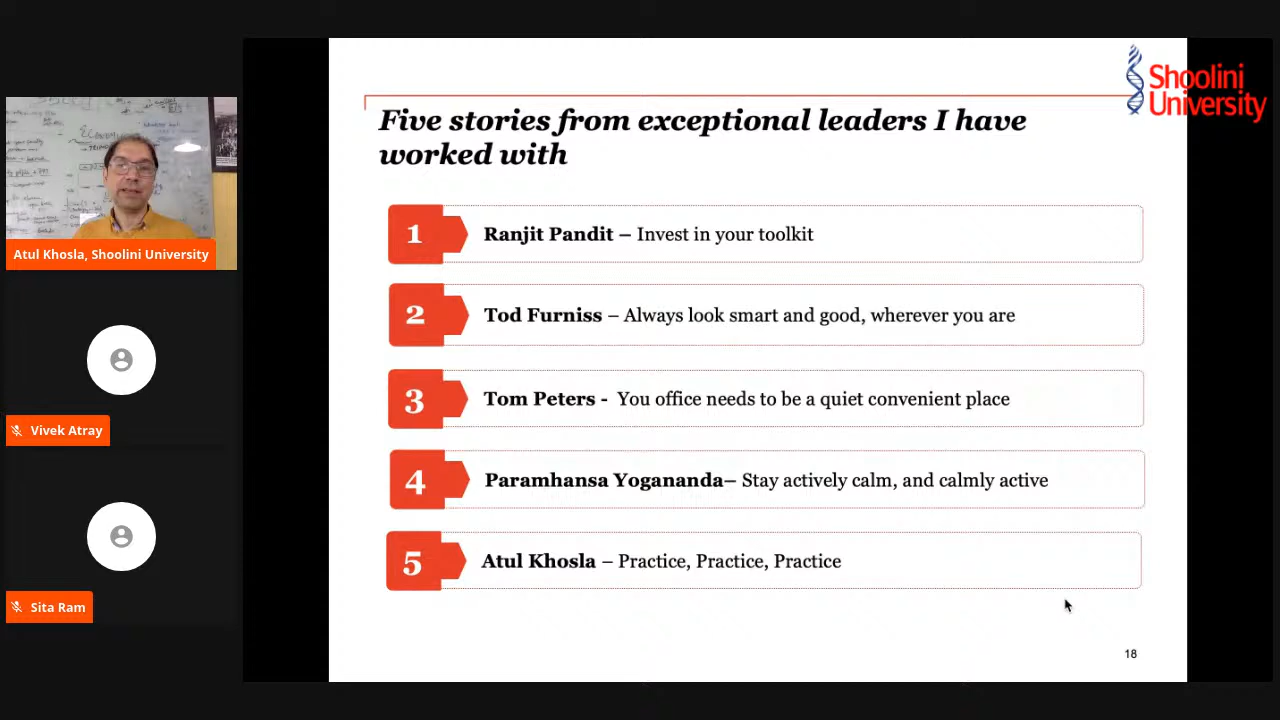 Shoolini
University
Five stories from exceptional leaders I have
worked with
1
Ranjit Pandit – Invest in your toolkit
2
Tod Furniss – Always look smart and good, wherever you are
3
Tom Peters - You office needs to be a quiet convenient place
4
Paramhansa Yogananda– Stay actively calm, and calmly active
5
Atul Khosla – Practice, Practice, Practice
18
Atul Khosla, Shoolini University
Vivek Atray
Sita Ram